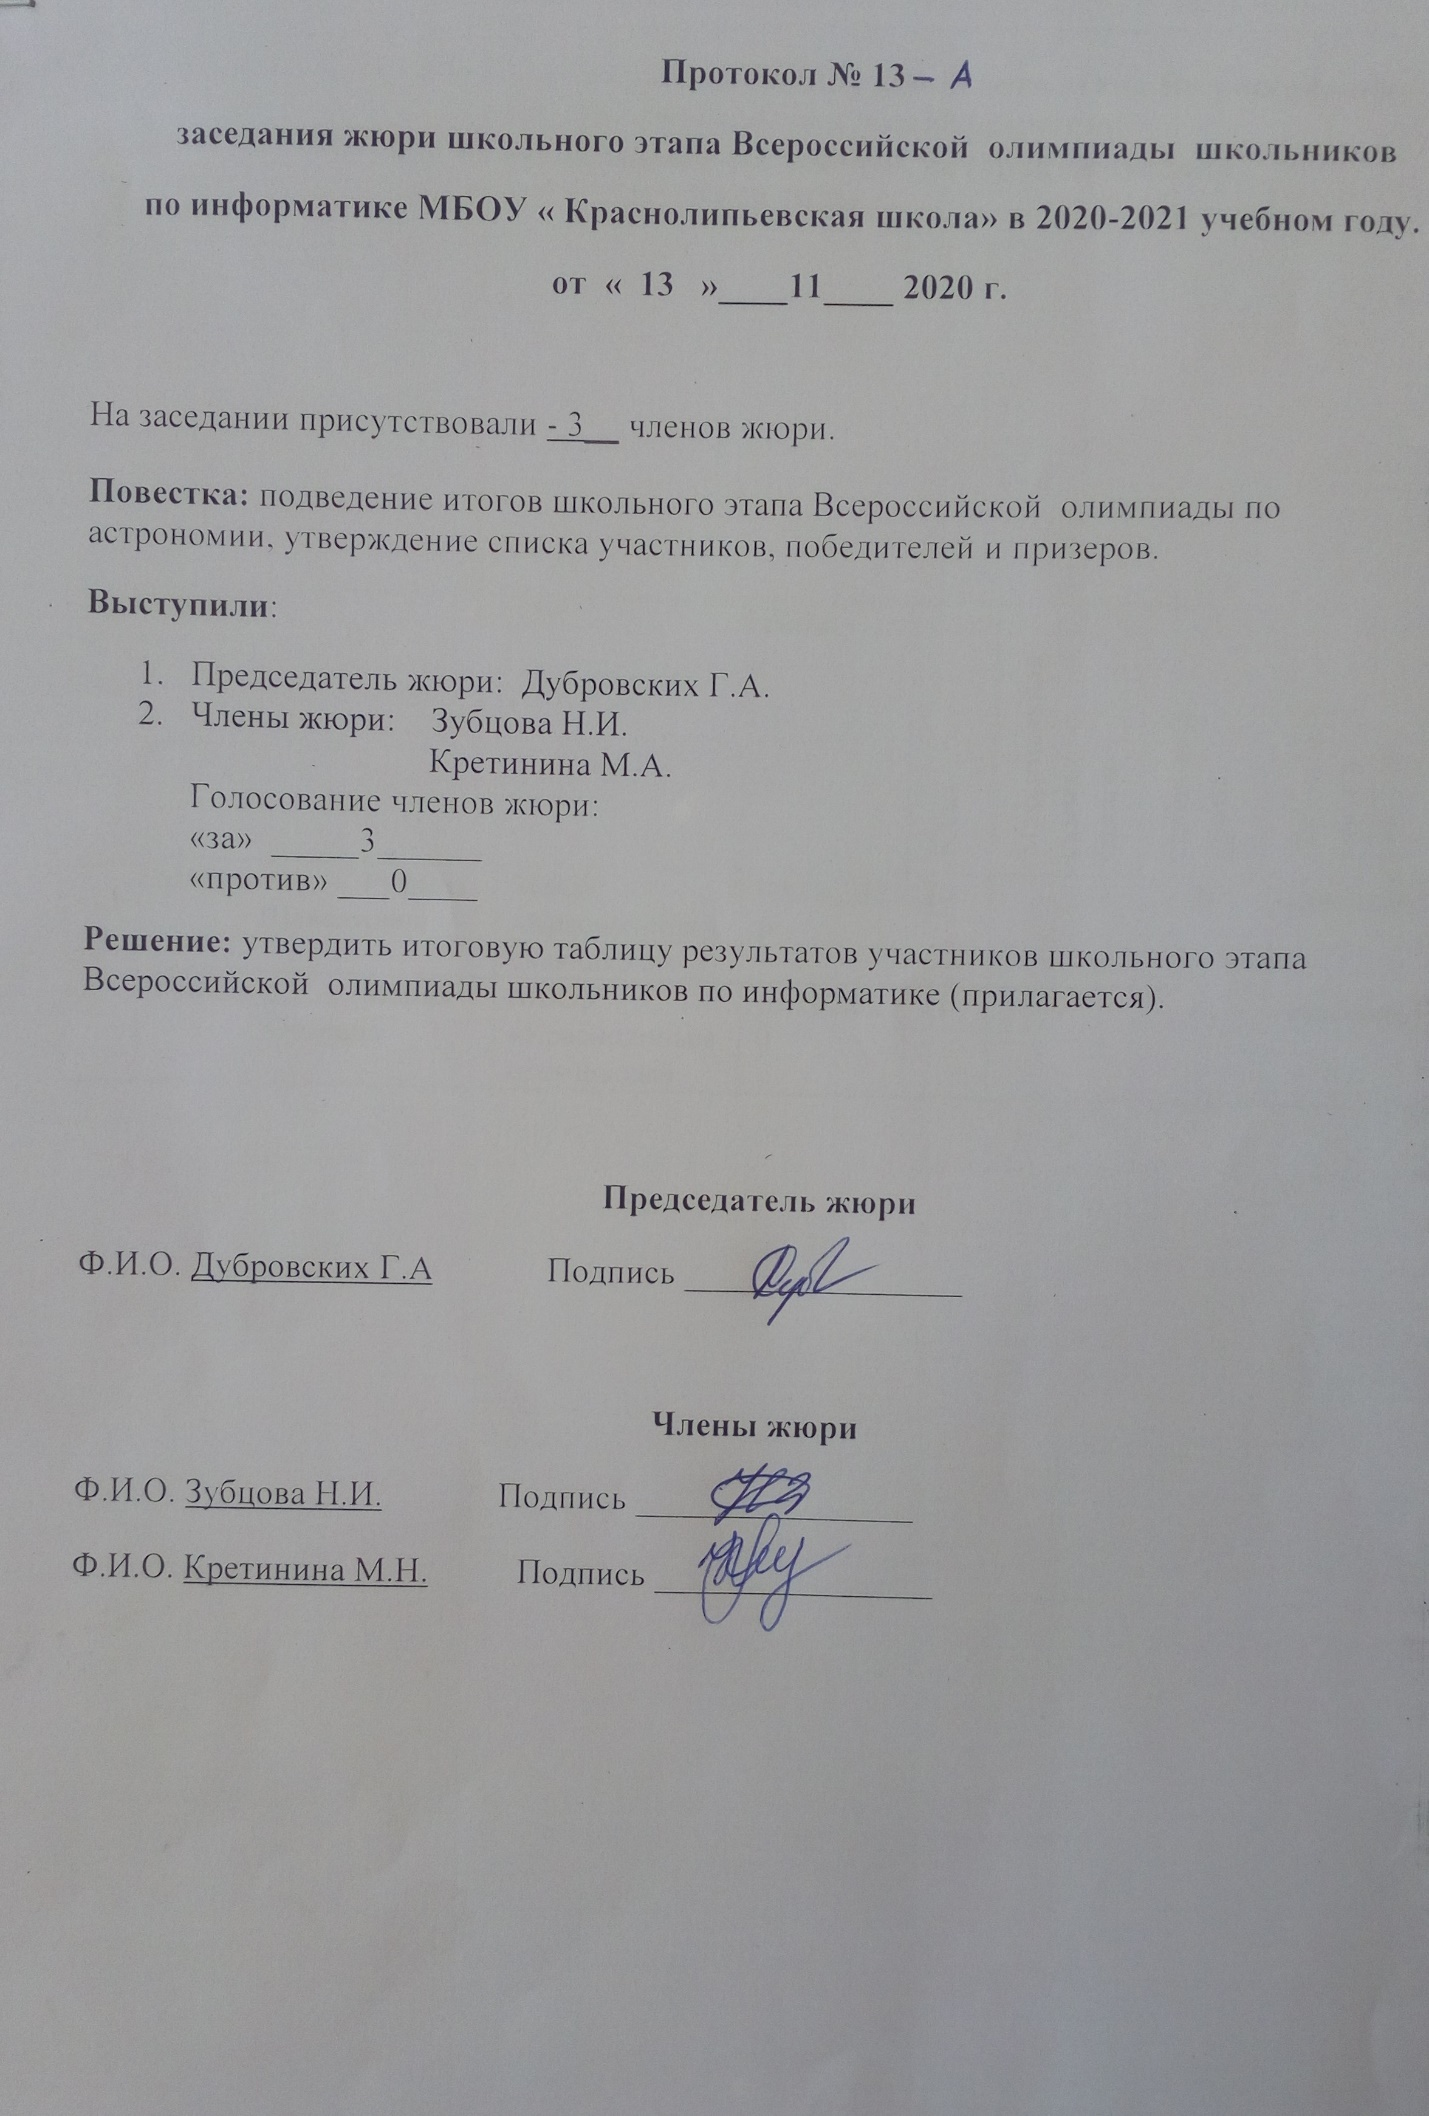 Протокол № 13 – А
заседания жюри школьного этапа Всероссийской олимпиады школьников
по информатике МБОУ « Краснолипьевская школа» в 2020-2021 учебном году.
от « 13 »____11____ 2020 г.
На заседании присутствовали - 3__ членов жюри.
Повестка: подведение итогов школьного этапа Всероссийской олимпиады по
астрономии, утверждение списка участников, победителей и призеров.
Выступили:
1. Председатель жюри: Дубровских Г.А.
2. Члены жюри: Зубцова Н.И.
Кретинина М.А.
Голосование членов жюри:
«за» _____3______
«против» ___0____
Решение: утвердить итоговую таблицу результатов участников школьного этапа
Всероссийской олимпиады школьников по информатике (прилагается).
Председатель жюри
Ф.И.О. Дубровских Г.А Подпись ________________
Члены жюри
Ф.И.О. Зубцова Н.И. Подпись ________________
Ф.И.О. Кретинина М.Н. Подпись ________________